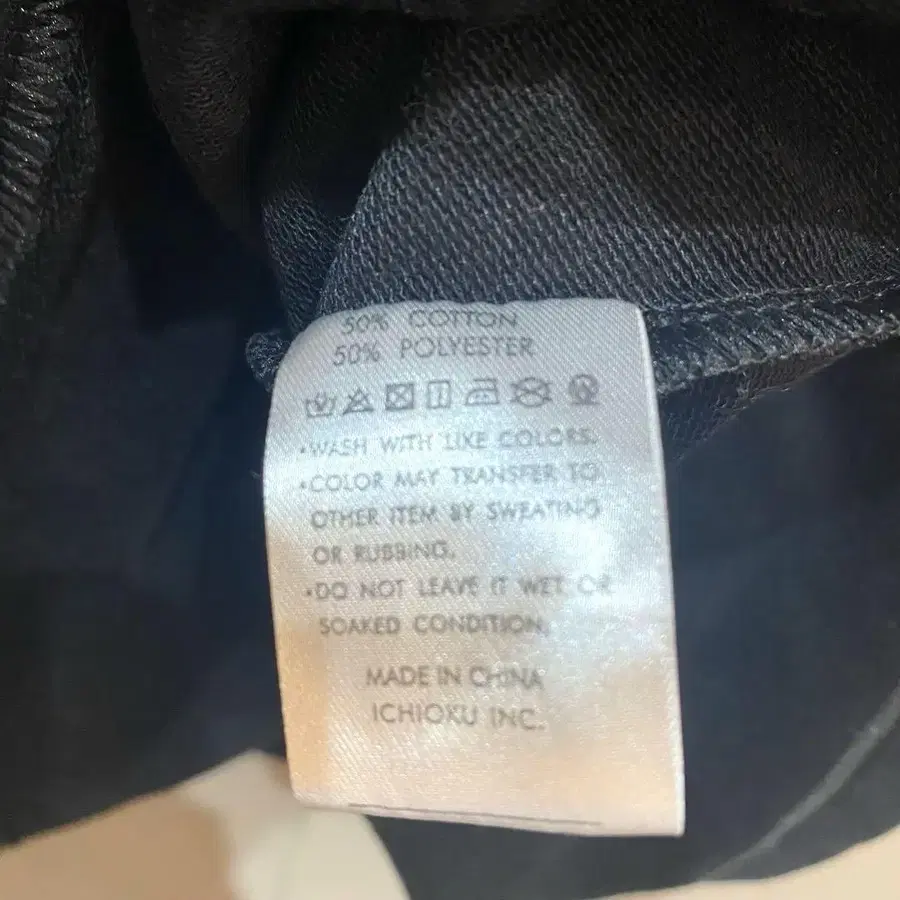 50% COTTON
50% POLYESTER
•WASH WITH LIKE COLORS.
•COLOR MAY TRANSFER TO
OTHER ITEM BY SWEATING
OR RUBBING.
•DO NOT LEAVE IT WET OR
SOAKED CONDITION.
MADE IN CHINA
ICHIOKU INC.